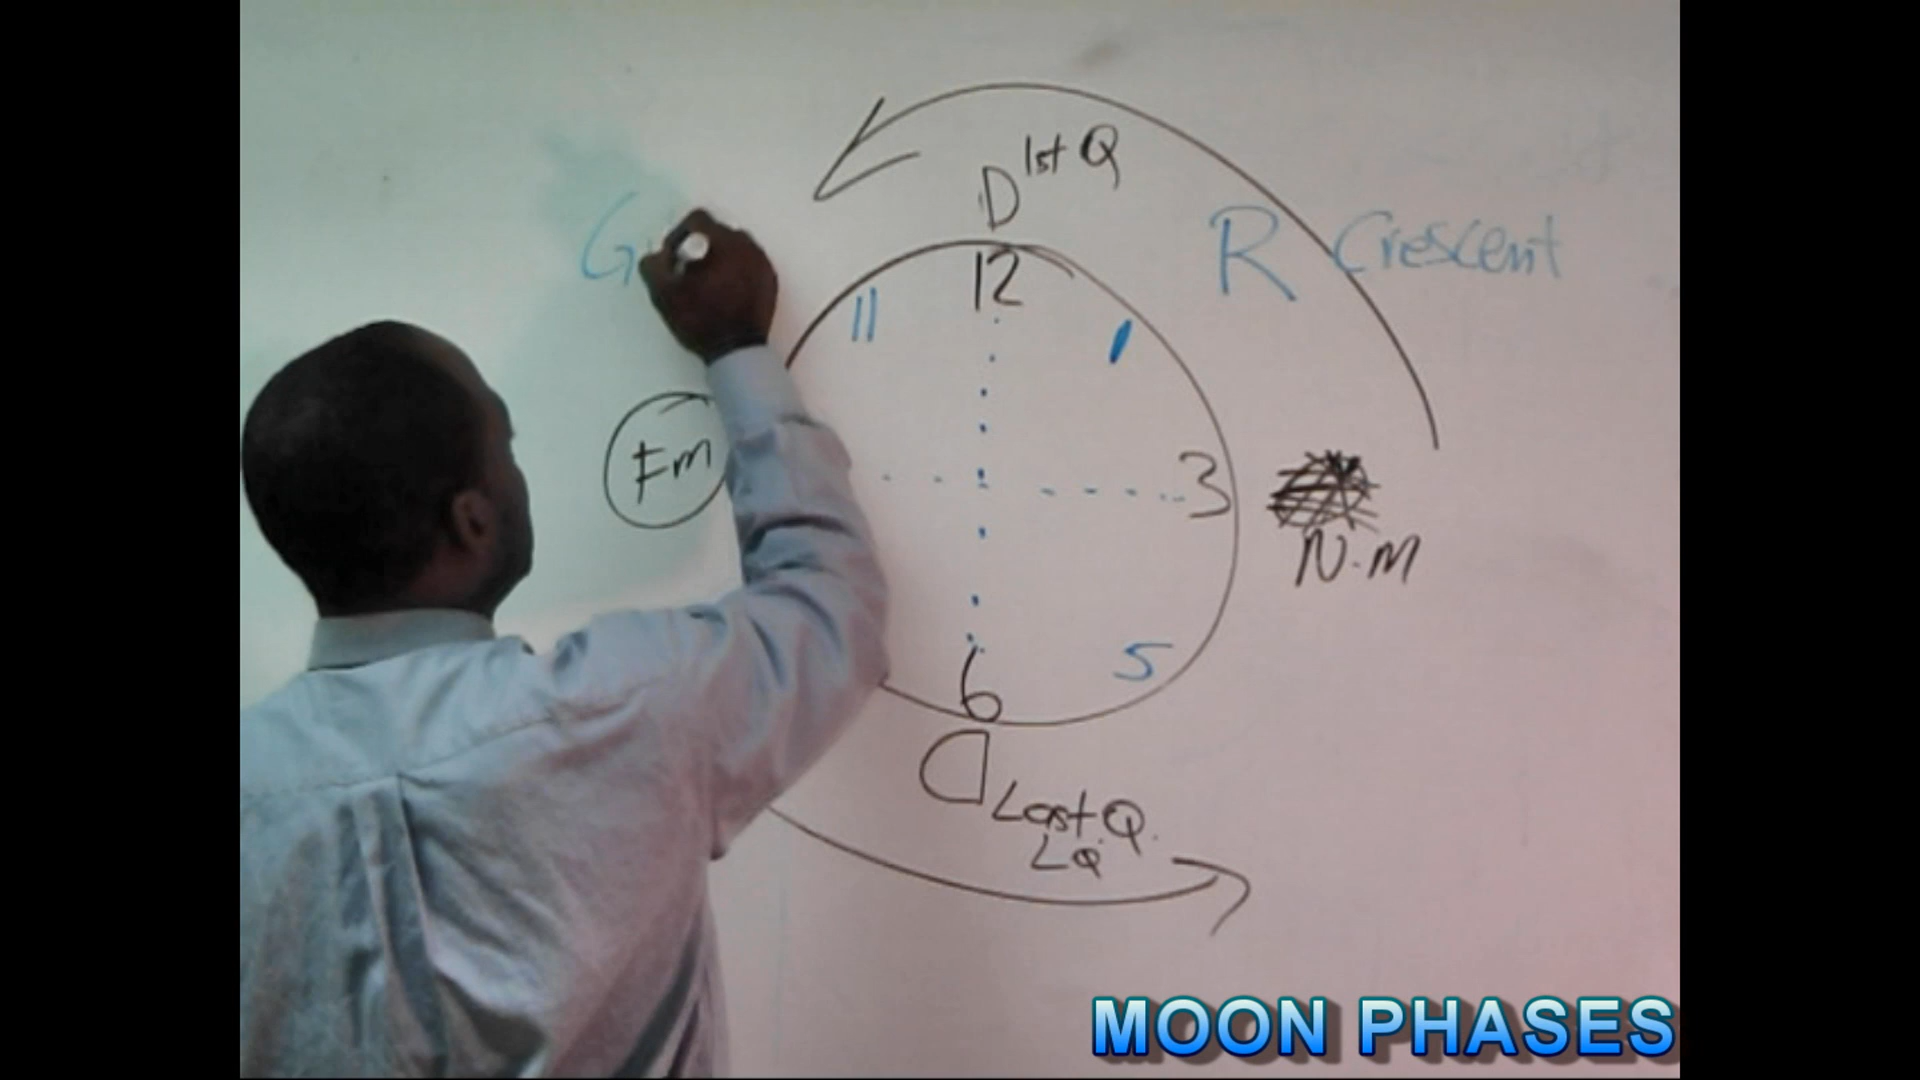 1st Q
D
R Crescent
G
12
11
1
Fm
3
N.M
5
6
Last Q.
LQ.
MOON PHASES